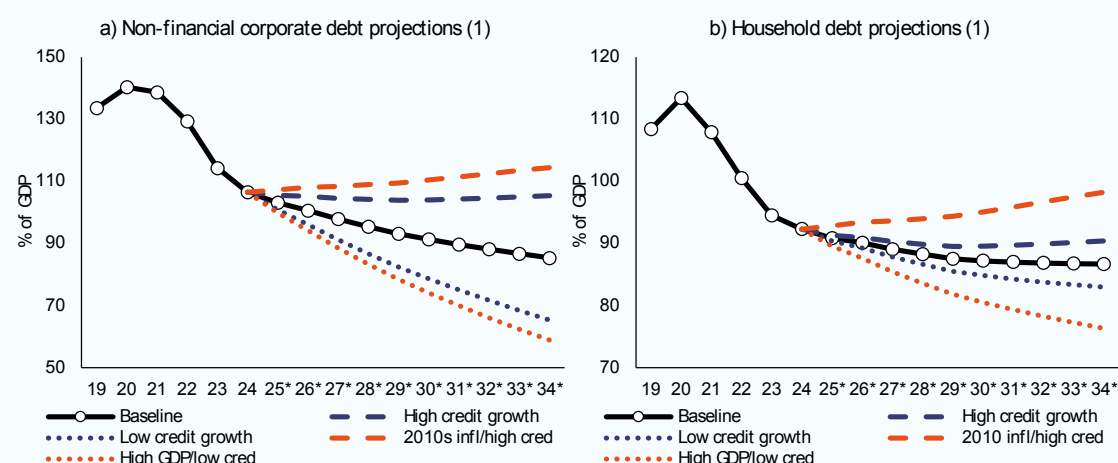 a) Non-financial corporate debt projections (1)
150
130
110
90
70
50
% of GDP
19 20 21 22 23 24 25* 26* 27* 28* 29* 30* 31* 32* 33* 34*
Baseline
High credit growth
Low credit growth
2010s infl/high cred
High GDP/low cred
b) Household debt projections (1)
120
110
100
90
80
70
% of GDP
19 20 21 22 23 24 25* 26* 27* 28* 29* 30* 31* 32* 33* 34*
Baseline
High credit growth
Low credit growth
2010 infl/high cred
High GDP/low cred